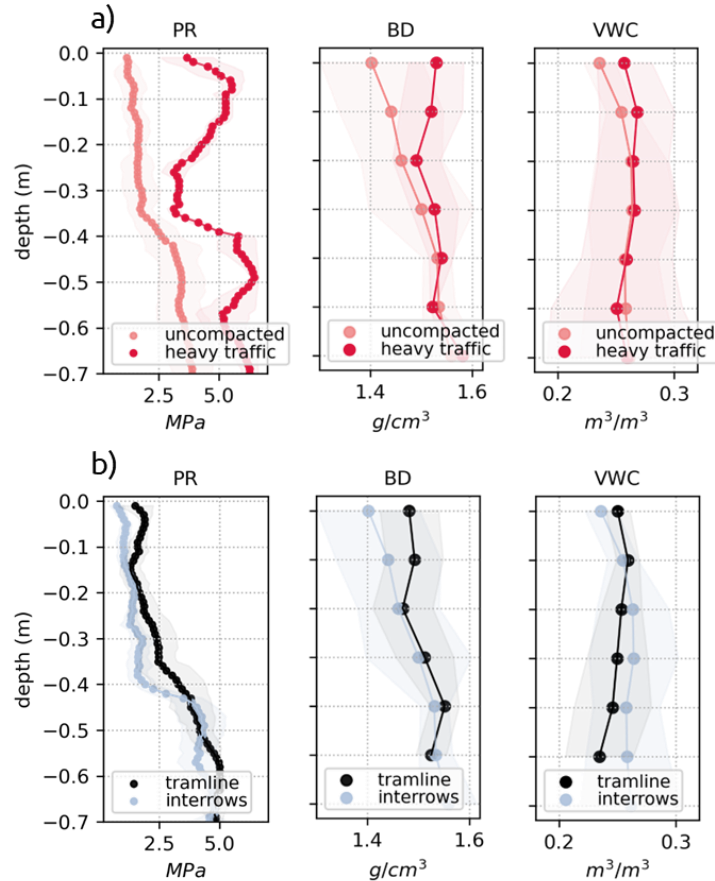 a)
PR BD VWC
0.0
−0.1
−0.2
−0.3
−0.4
−0.5
−0.6
−0.7
depth (m)
uncompacted
heavy traffic
uncompacted
heavy traffic
uncompacted
heavy traffic
2.5 5.0 1.4 1.6 0.2 0.3
MPa g/cm³ m³/m³
b)
PR BD VWC
0.0
−0.1
−0.2
−0.3
−0.4
−0.5
−0.6
−0.7
depth (m)
tramline
interrows
tramline
interrows
tramline
interrows
2.5 5.0 1.4 1.6 0.2 0.3
MPa g/cm³ m³/m³